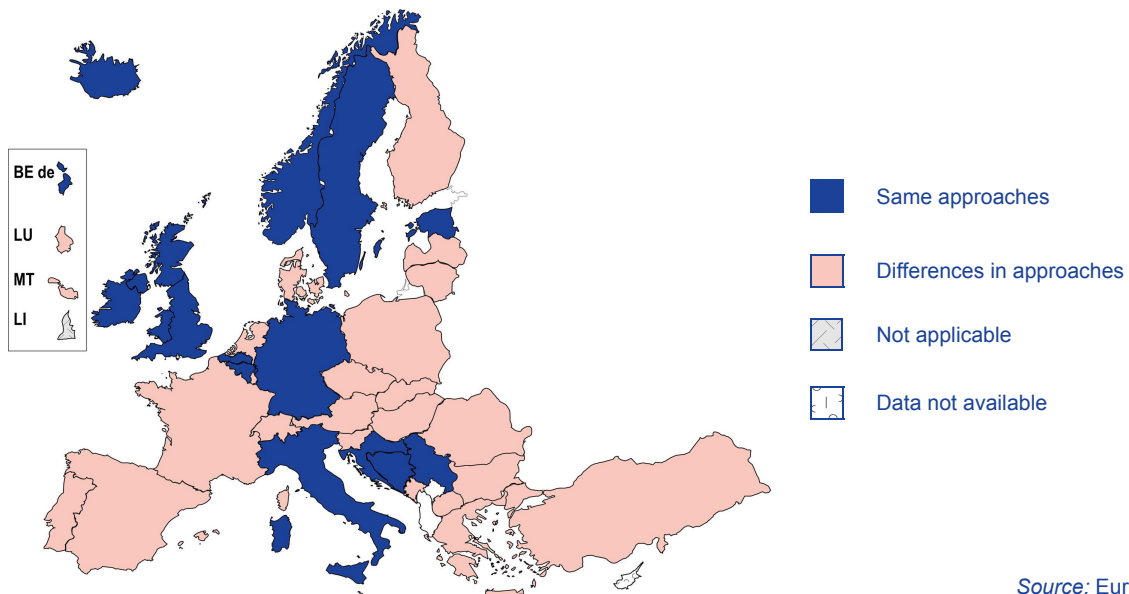 BE de
LU
MT
LI
Same approaches
Differences in approaches
Not applicable
Data not available
Source: Eur